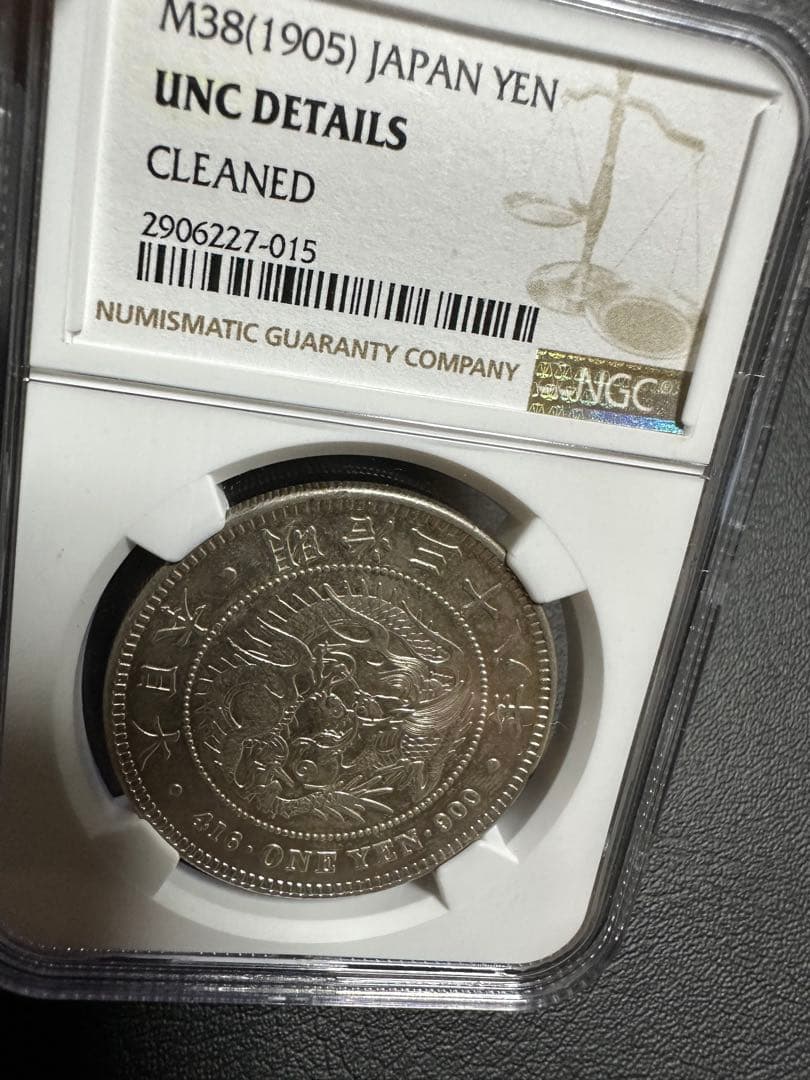 M38(1905) JAPAN YEN
UNC DETAILS
CLEANED
2906227-015
NUMISMATIC GUARANTY COMPANY
NGC®
大日本・明治三十八年
416・ONE YEN・900